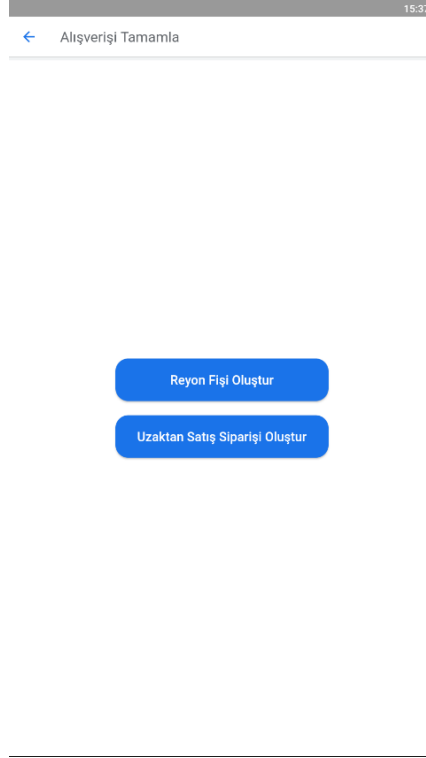 15:37
Alışverişi Tamamla
Reyon Fişi Oluştur
Uzaktan Satış Siparişi Oluştur